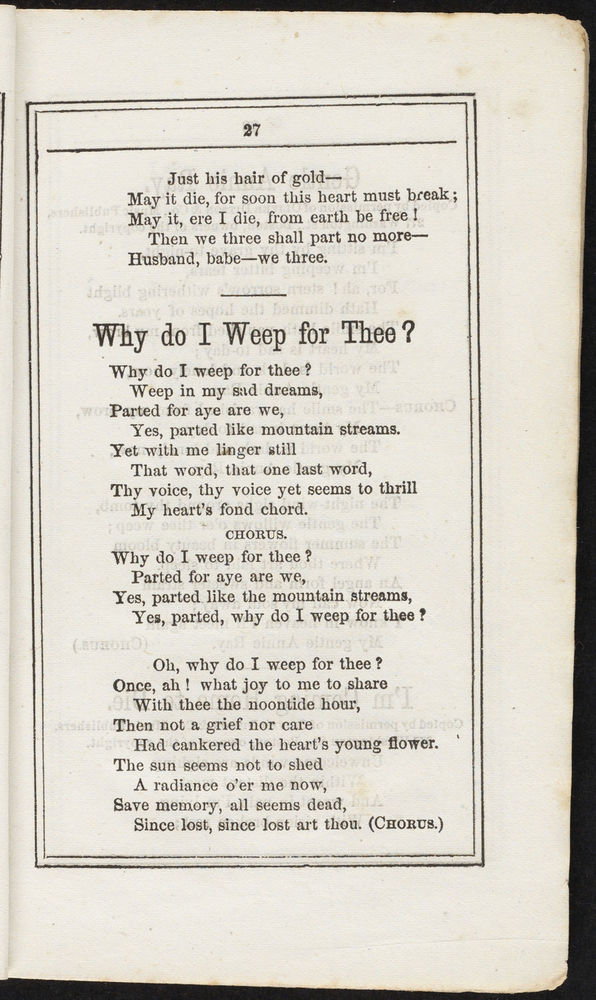 27
Just his hair of gold—
May it die, for soon this heart must break;
May it, ere I die, from earth be free!
Then we three shall part no more—
Husband, babe—we three.
Why do I Weep for Thee?
Why do I weep for thee?
Weep in my sad dreams,
Parted for aye are we,
Yes, parted like mountain streams.
Yet with me linger still
That word, that one last word,
Thy voice, thy voice yet seems to thrill
My heart's fond chord.
CHORUS.
Why do I weep for thee?
Parted for aye are we,
Yes, parted like the mountain streams,
Yes, parted, why do I weep for thee?
Oh, why do I weep for thee?
Once, ah! what joy to me to share
With thee the noontide hour,
Then not a grief nor care
Had cankered the heart's young flower.
The sun seems not to shed
A radiance o'er me now,
Save memory, all seems dead,
Since lost, since lost art thou. (CHORUS.)